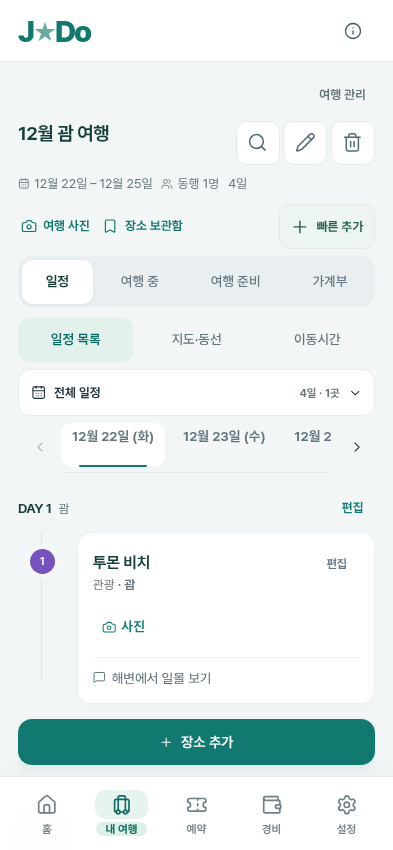 J★Do
여행 관리
12월 괌 여행
12월 22일 – 12월 25일 동행 1명 4일
여행 사진 장소 보관함 빠른 추가
일정 여행 중 여행 준비 가계부
일정 목록 지도·동선 이동시간
전체 일정 4일 · 1곳
12월 22일 (화) 12월 23일 (수) 12월 2
DAY 1 괌 편집
1 투몬 비치 편집
관광 · 괌
사진
해변에서 일몰 보기
+ 장소 추가
홈 내 여행 예약 경비 설정